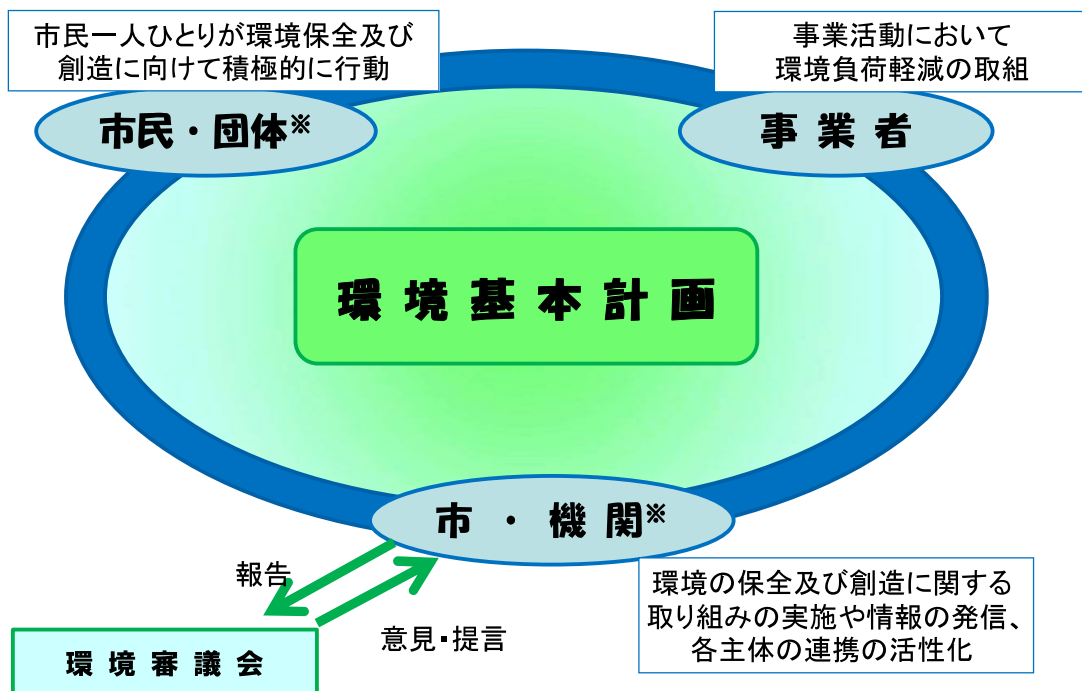 市民一人ひとりが環境保全及び
創造に向けて積極的に行動
事業活動において
環境負荷軽減の取組
市民・団体※
事業者
環境基本計画
市・機関※
報告
意見・提言
環境の保全及び創造に関する
取り組みの実施や情報の発信、
各主体の連携の活性化
環境審議会